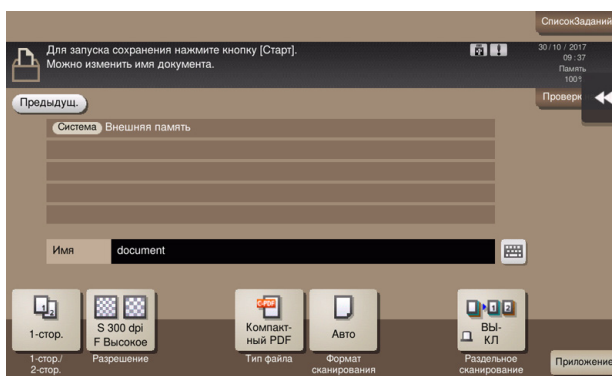 СписокЗаданий
Для запуска сохранения нажмите кнопку [Старт].
Можно изменить имя документа.
30/10 / 2017
09 : 37
Память
100%
Предыдущ.
Проверк
Система Внешняя память
Имя document
1-стор.
S 300 dpi
F Высокое
Компакт-
ный PDF
Авто
ВЫ-
КЛ
1-стор./
2-стор.
Разрешение
Тип файла
Формат
сканирования
Раздельное
сканирование
Приложение